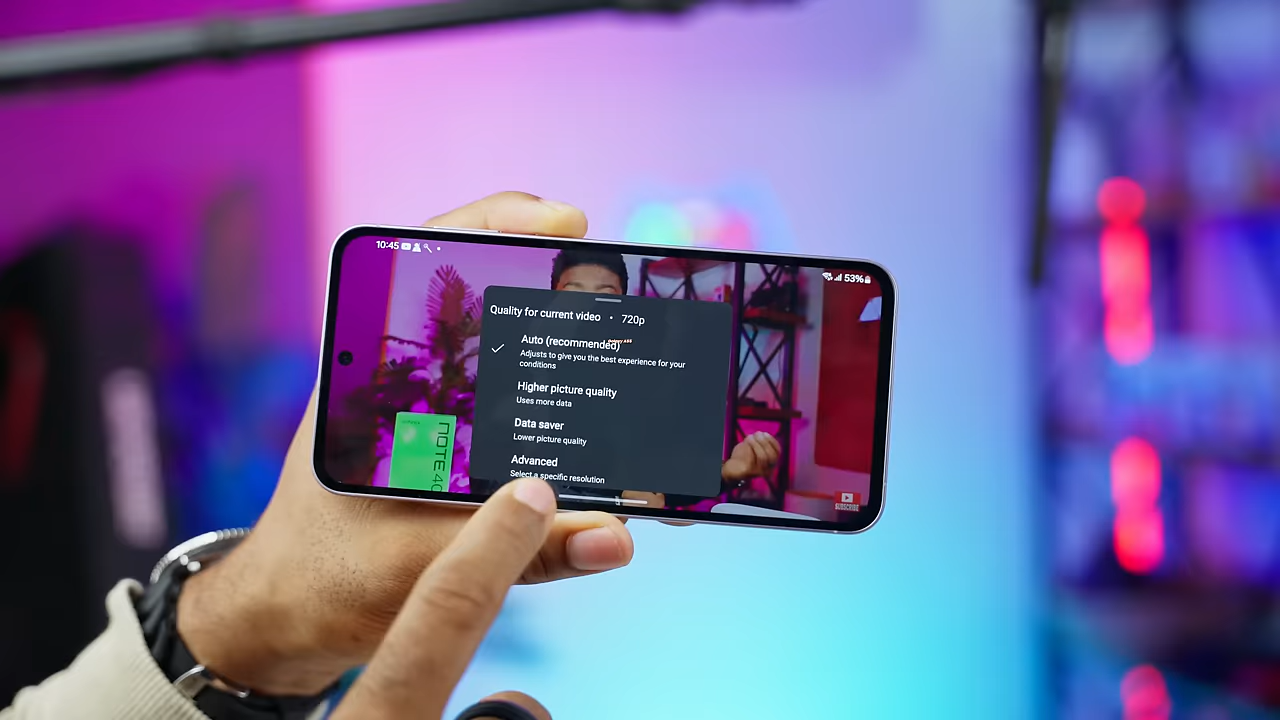 10:45
53%
Quality for current video • 720p
Auto (recommended)
Adjusts to give you the best experience for your
conditions
Higher picture quality
Uses more data
Data saver
Lower picture quality
Advanced
Select a specific resolution
NOTE 40
SUBSCRIBE